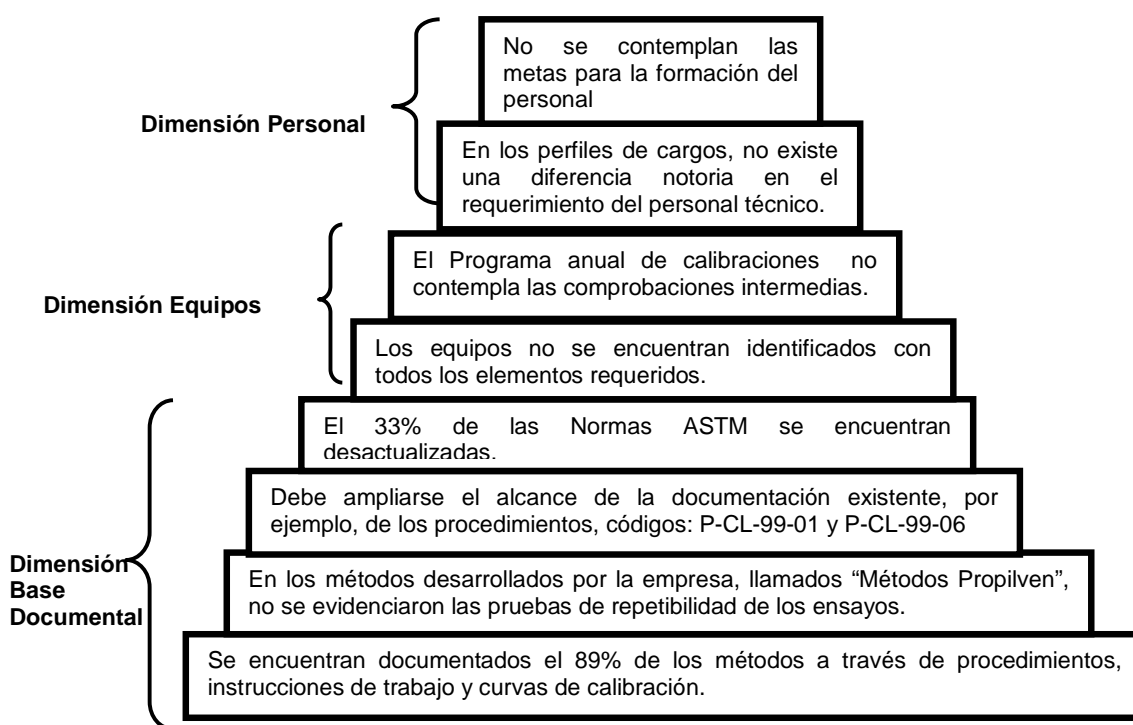 No se contemplan las
metas para la formación del
personal
Dimensión Personal
En los perfiles de cargos, no existe
una diferencia notoria en el
requerimiento del personal técnico.
El Programa anual de calibraciones no
contempla las comprobaciones intermedias.
Dimensión Equipos
Los equipos no se encuentran identificados con
todos los elementos requeridos.
El 33% de las Normas ASTM se encuentran
desactualizadas.
Debe ampliarse el alcance de la documentación existente, por
ejemplo, de los procedimientos, códigos: P-CL-99-01 y P-CL-99-06
Dimensión
Base
Documental
En los métodos desarrollados por la empresa, llamados “Métodos Propilven”,
no se evidenciaron las pruebas de repetibilidad de los ensayos.
Se encuentran documentados el 89% de los métodos a través de procedimientos,
instrucciones de trabajo y curvas de calibración.